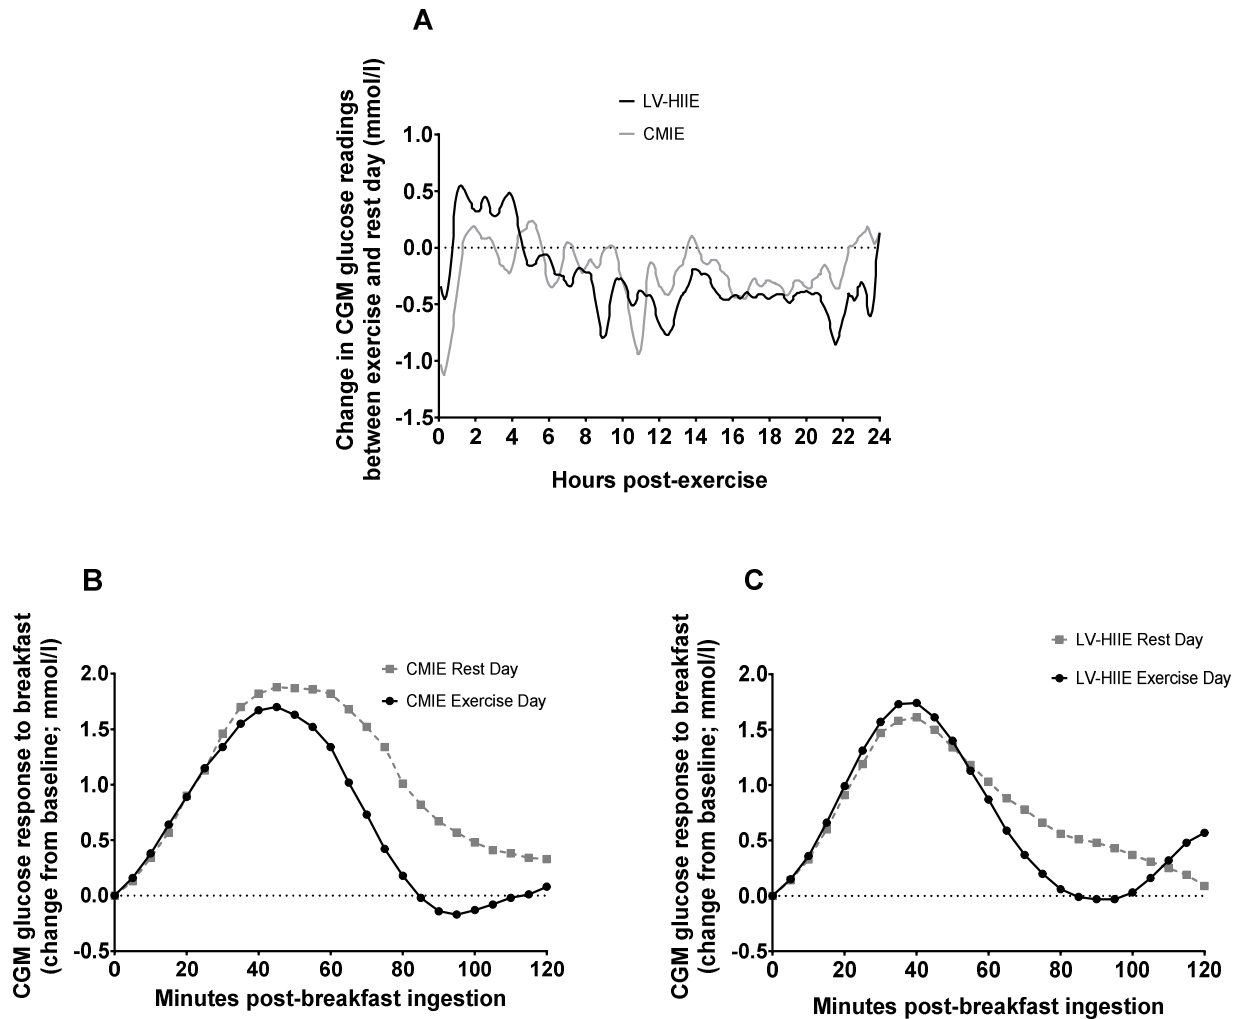 A
Change in CGM glucose readings
between exercise and rest day (mmol/l)
LV-HIIE
CMIE
1.0
0.5
0.0
-0.5
-1.0
-1.5
0 2 4 6 8 10 12 14 16 18 20 22 24
Hours post-exercise
B
CGM glucose response to breakfast
(change from baseline; mmol/l)
CMIE Rest Day
CMIE Exercise Day
2.0
1.5
1.0
0.5
0.0
-0.5
0 20 40 60 80 100 120
Minutes post-breakfast ingestion
C
CGM glucose response to breakfast
(change from baseline; mmol/l)
LV-HIIE Rest Day
LV-HIIE Exercise Day
2.0
1.5
1.0
0.5
0.0
-0.5
0 20 40 60 80 100 120
Minutes post-breakfast ingestion